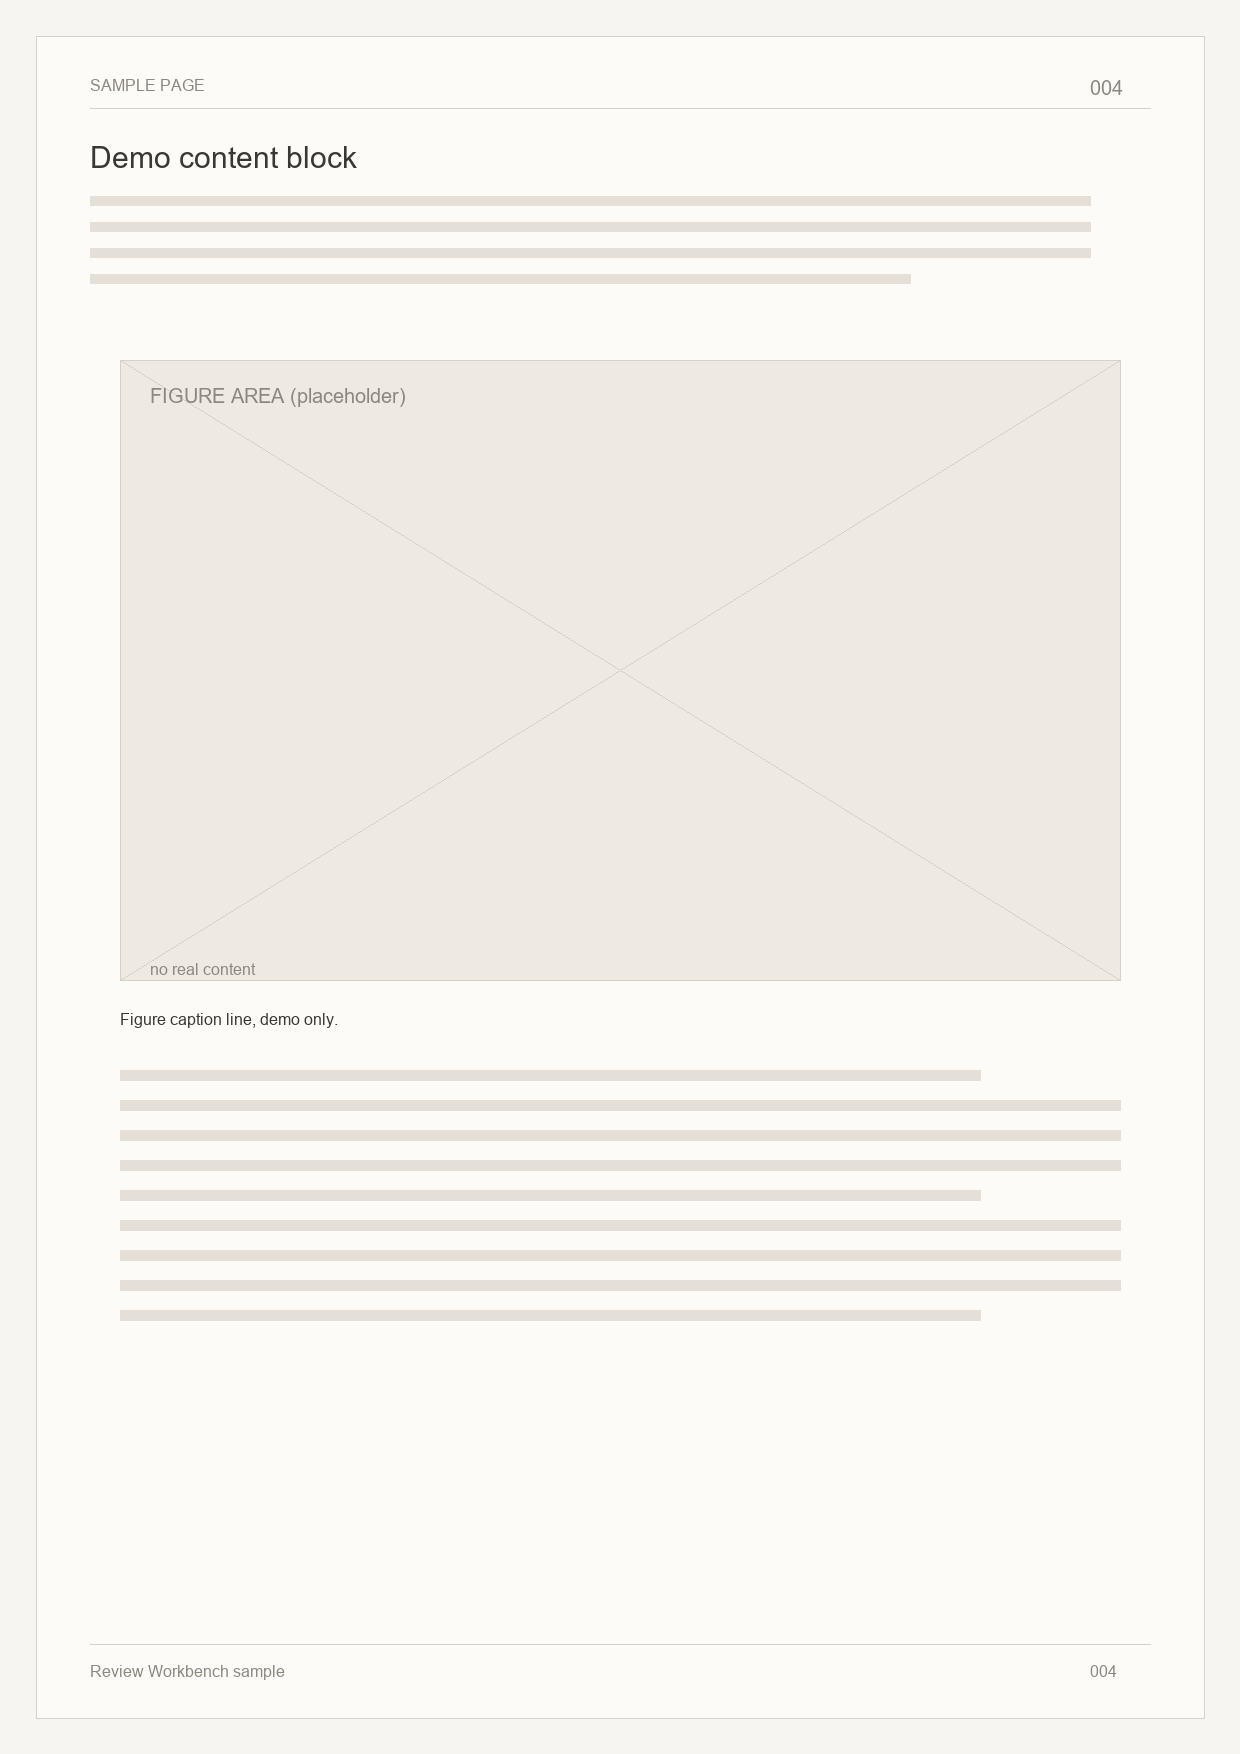 SAMPLE PAGE
004
Demo content block
FIGURE AREA (placeholder)
no real content
Figure caption line, demo only.
Review Workbench sample
004